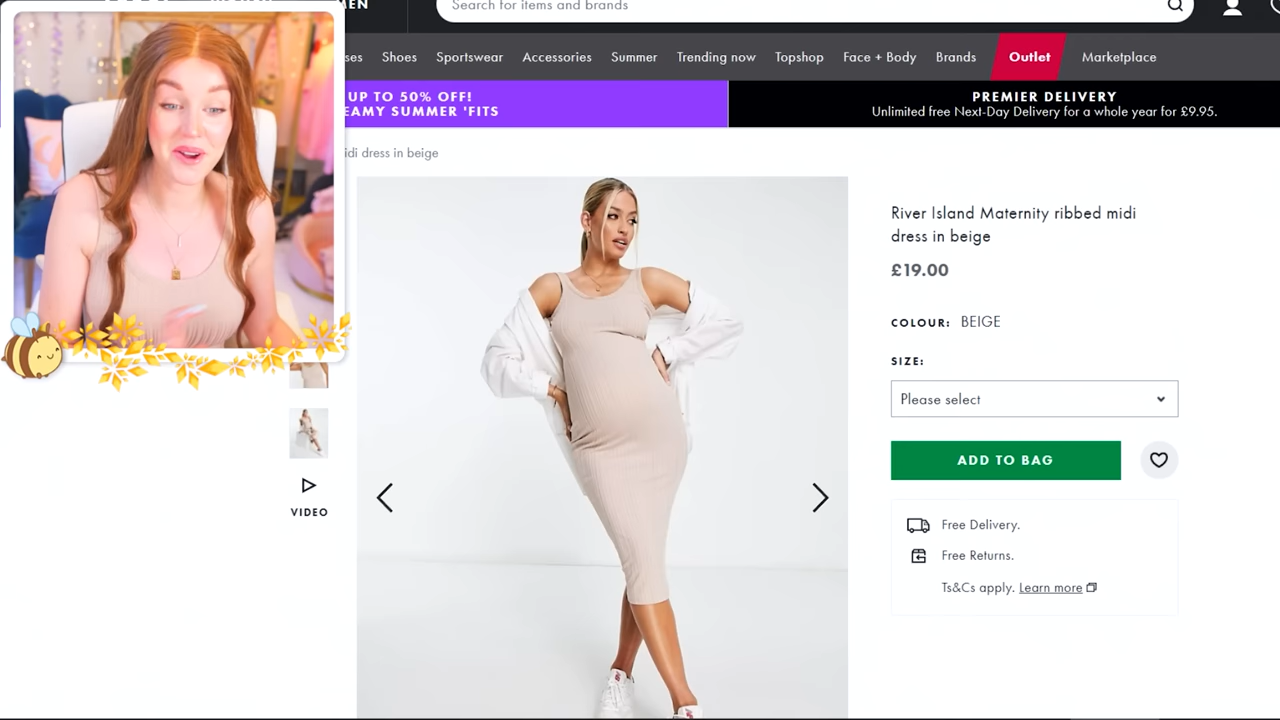 EN
Search for items and brands
ses Shoes Sportswear Accessories Summer Trending now Topshop Face + Body Brands Outlet Marketplace
UP TO 50% OFF!
EAMY SUMMER 'FITS
PREMIER DELIVERY
Unlimited free Next-Day Delivery for a whole year for £9.95.
idi dress in beige
River Island Maternity ribbed midi
dress in beige
£19.00
COLOUR: BEIGE
SIZE:
Please select
ADD TO BAG
VIDEO
Free Delivery.
Free Returns.
Ts&Cs apply. Learn more